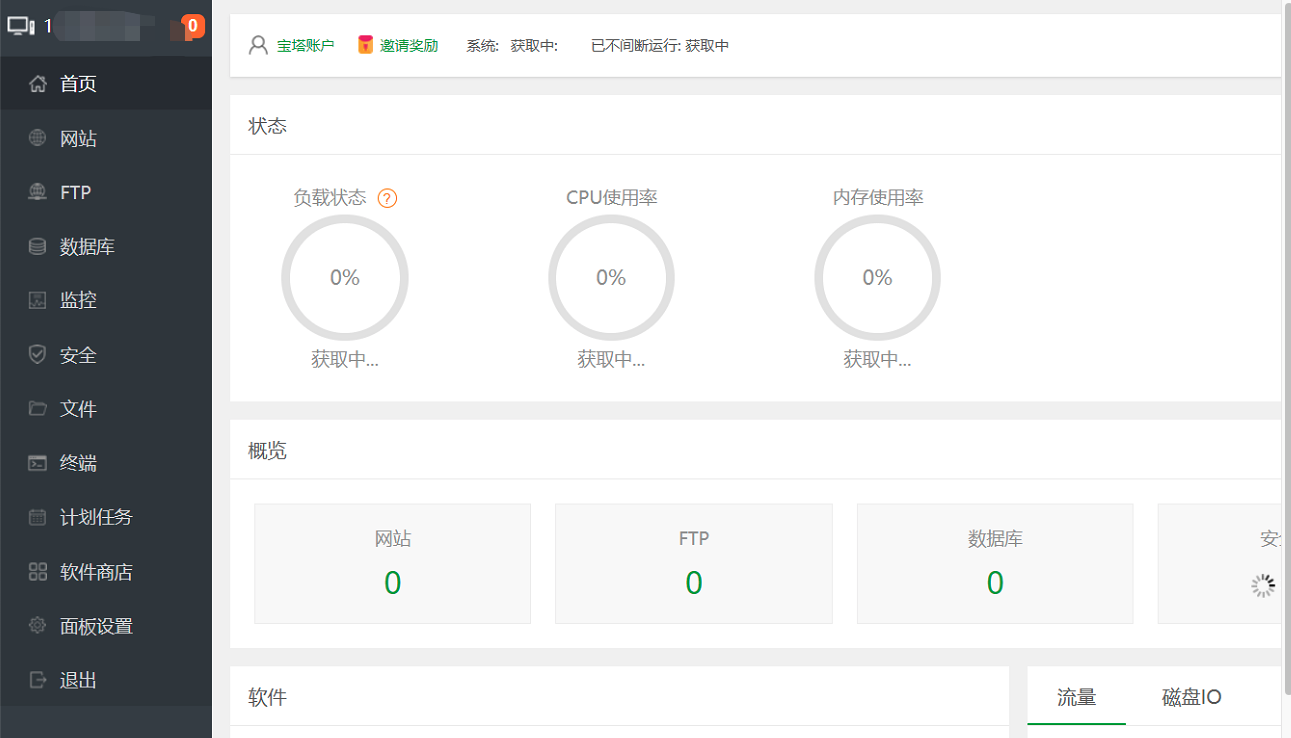 1
0
宝塔账户 邀请奖励 系统: 获取中: 已不间断运行: 获取中
首页
网站
FTP
数据库
监控
安全
文件
终端
计划任务
软件商店
面板设置
退出
状态
负载状态 ? CPU使用率 内存使用率
0% 0% 0%
获取中... 获取中... 获取中...
概览
网站 FTP 数据库
0 0 0
软件
流量 磁盘IO